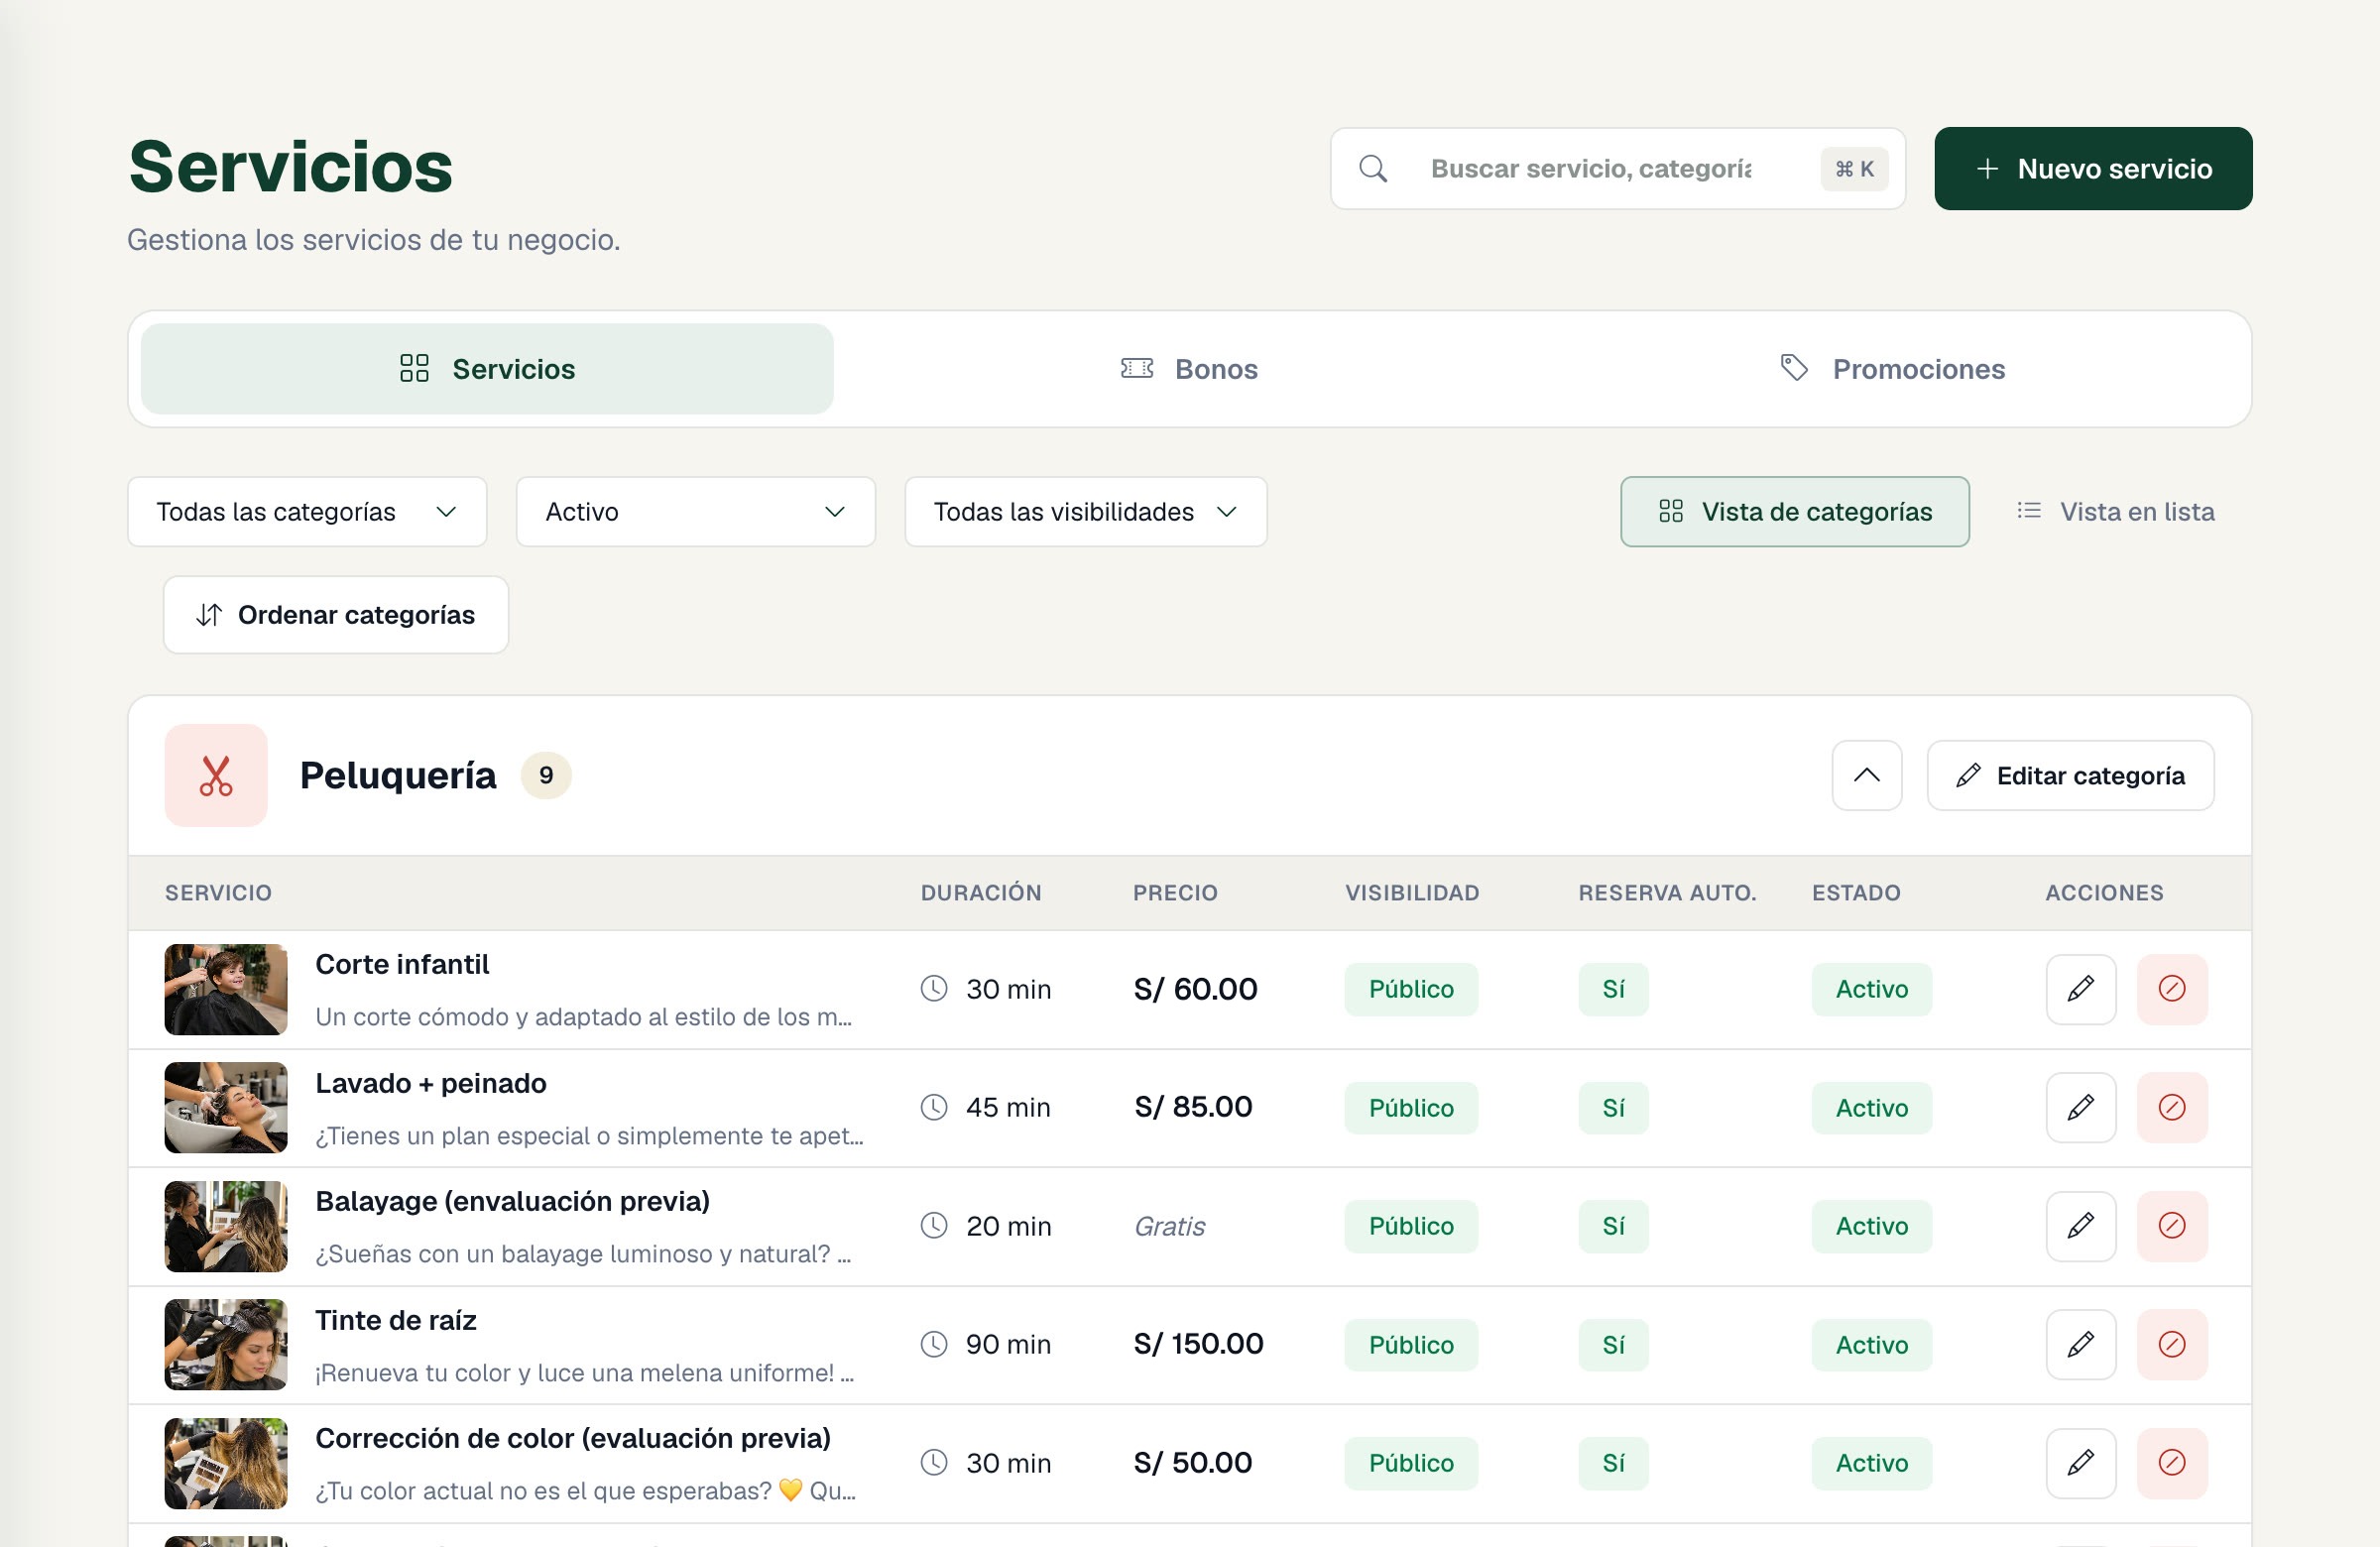 Servicios
Gestiona los servicios de tu negocio.
Buscar servicio, categoría
⌘ K
+ Nuevo servicio
Servicios
Bonos
Promociones
Todas las categorías
Activo
Todas las visibilidades
Vista de categorías
Vista en lista
Ordenar categorías
Peluquería 9
Editar categoría
SERVICIO DURACIÓN PRECIO VISIBILIDAD RESERVA AUTO. ESTADO ACCIONES
Corte infantil
Un corte cómodo y adaptado al estilo de los m...
30 min S/ 60.00 Público Sí Activo
Lavado + peinado
¿Tienes un plan especial o simplemente te apet...
45 min S/ 85.00 Público Sí Activo
Balayage (envaluación previa)
¿Sueñas con un balayage luminoso y natural? ...
20 min Gratis Público Sí Activo
Tinte de raíz
¡Renueva tu color y luce una melena uniforme! ...
90 min S/ 150.00 Público Sí Activo
Corrección de color (evaluación previa)
¿Tu color actual no es el que esperabas? 💛 Qu...
30 min S/ 50.00 Público Sí Activo